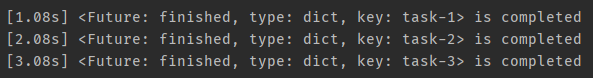 [1.08s] <Future: finished, type: dict, key: task-1> is completed
[2.08s] <Future: finished, type: dict, key: task-2> is completed
[3.08s] <Future: finished, type: dict, key: task-3> is completed